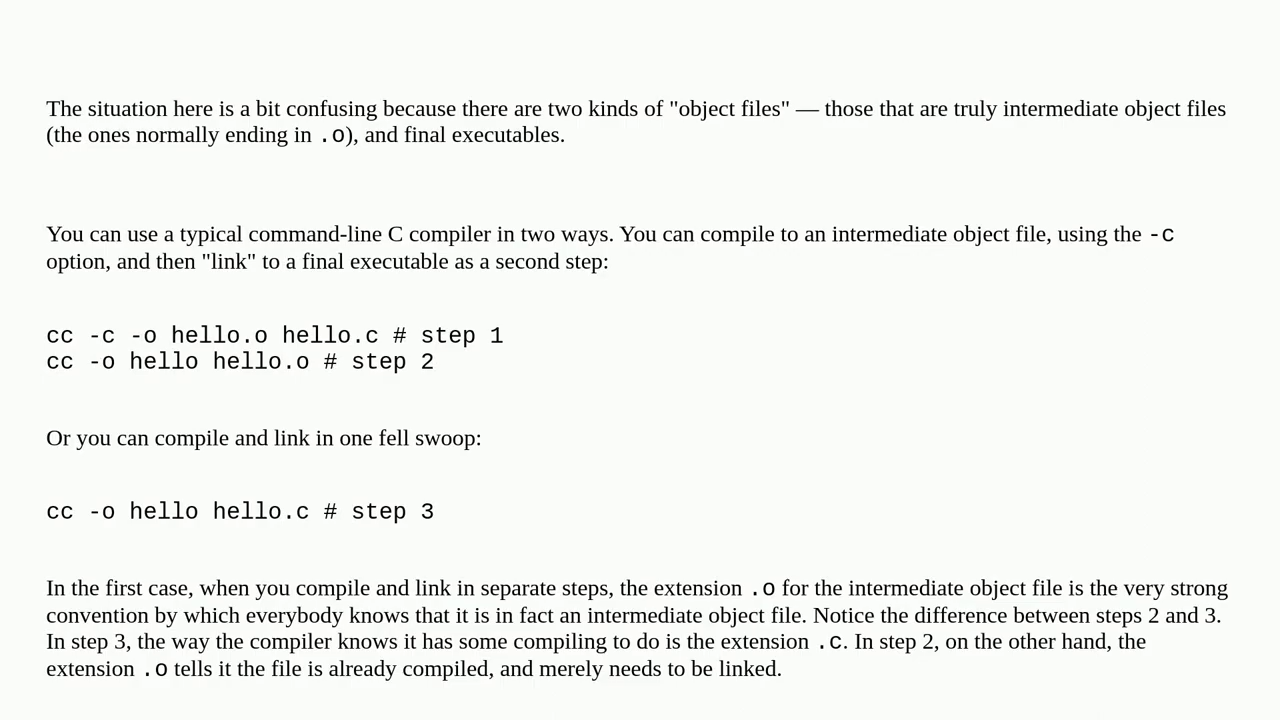 The situation here is a bit confusing because there are two kinds of "object files" — those that are truly intermediate object files
(the ones normally ending in .o), and final executables.
You can use a typical command-line C compiler in two ways. You can compile to an intermediate object file, using the -c
option, and then "link" to a final executable as a second step:
cc -c -o hello.o hello.c # step 1
cc -o hello hello.o # step 2
Or you can compile and link in one fell swoop:
cc -o hello hello.c # step 3
In the first case, when you compile and link in separate steps, the extension .o for the intermediate object file is the very strong
convention by which everybody knows that it is in fact an intermediate object file. Notice the difference between steps 2 and 3.
In step 3, the way the compiler knows it has some compiling to do is the extension .c. In step 2, on the other hand, the
extension .o tells it the file is already compiled, and merely needs to be linked.